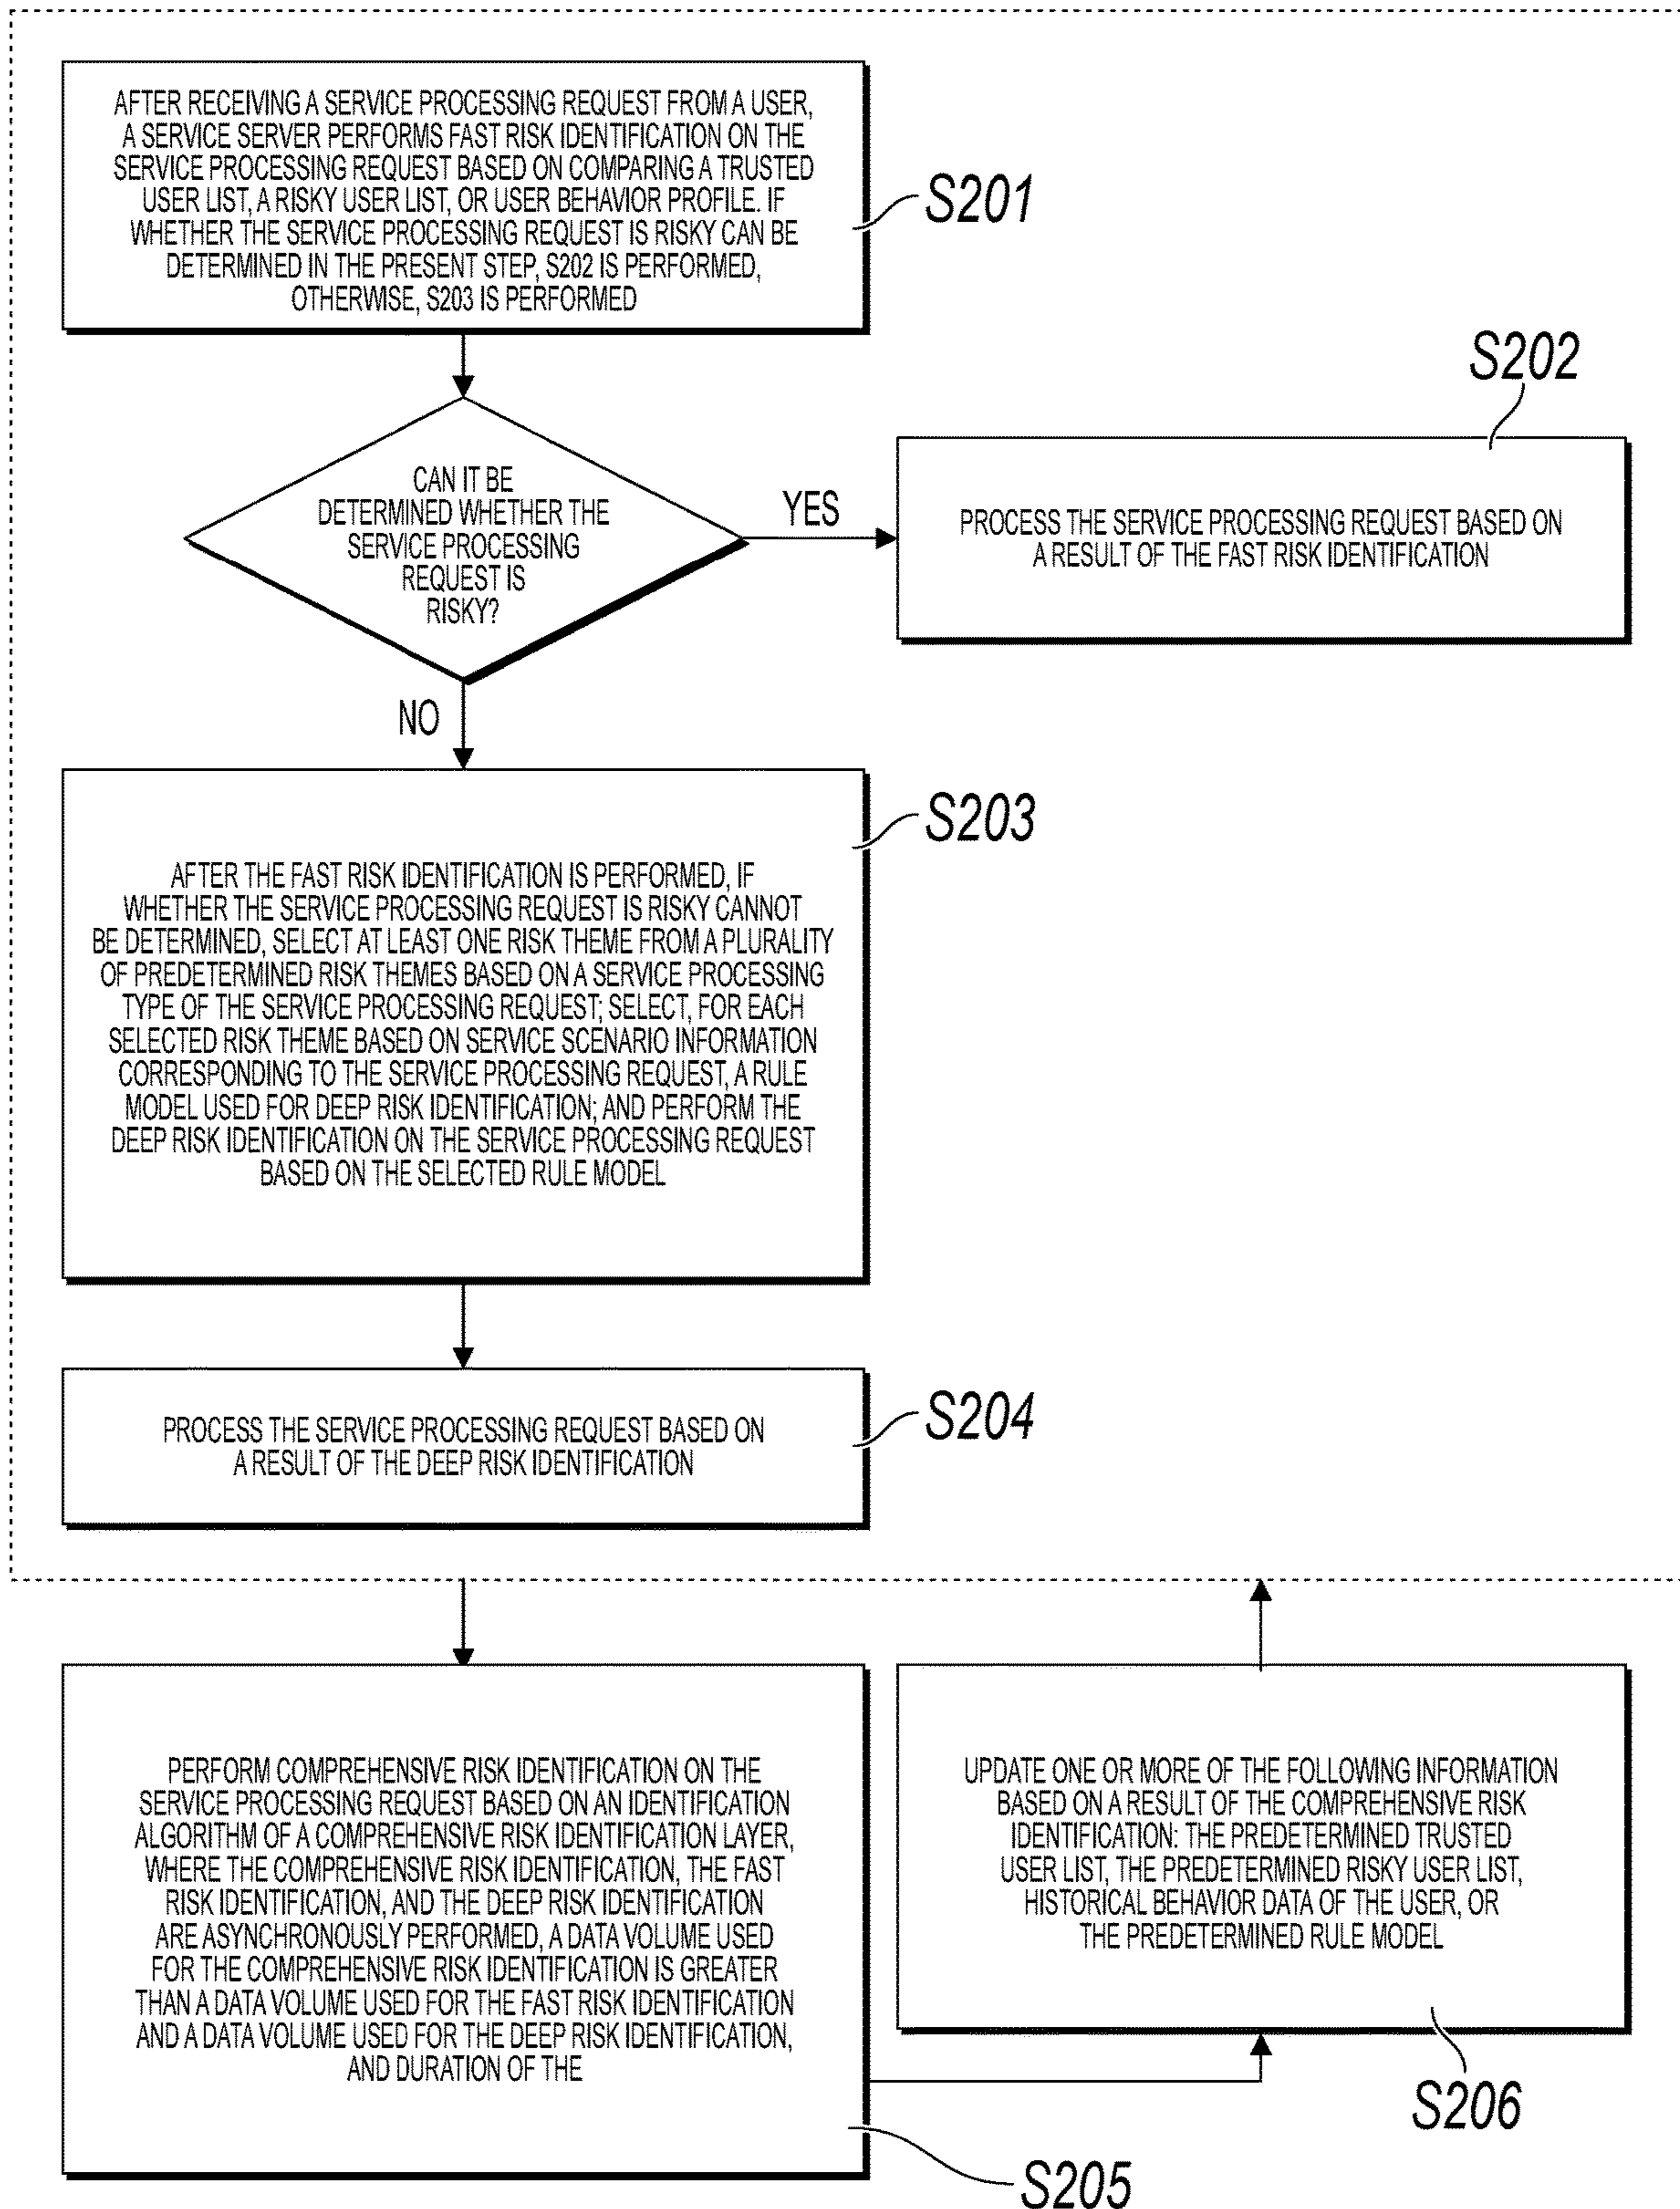 AFTER RECEIVING A SERVICE PROCESSING REQUEST FROM A USER,
A SERVICE SERVER PERFORMS FAST RISK IDENTIFICATION ON THE
SERVICE PROCESSING REQUEST BASED ON COMPARING A TRUSTED
USER LIST, A RISKY USER LIST, OR USER BEHAVIOR PROFILE. IF
WHETHER THE SERVICE PROCESSING REQUEST IS RISKY CAN BE
DETERMINED IN THE PRESENT STEP, S202 IS PERFORMED,
OTHERWISE, S203 IS PERFORMED
S201
CAN IT BE
DETERMINED WHETHER THE
SERVICE PROCESSING
REQUEST IS
RISKY?
YES
S202
PROCESS THE SERVICE PROCESSING REQUEST BASED ON
A RESULT OF THE FAST RISK IDENTIFICATION
NO
S203
AFTER THE FAST RISK IDENTIFICATION IS PERFORMED, IF
WHETHER THE SERVICE PROCESSING REQUEST IS RISKY CANNOT
BE DETERMINED, SELECT AT LEAST ONE RISK THEME FROM A PLURALITY
OF PREDETERMINED RISK THEMES BASED ON A SERVICE PROCESSING
TYPE OF THE SERVICE PROCESSING REQUEST; SELECT, FOR EACH
SELECTED RISK THEME BASED ON SERVICE SCENARIO INFORMATION
CORRESPONDING TO THE SERVICE PROCESSING REQUEST, A RULE
MODEL USED FOR DEEP RISK IDENTIFICATION; AND PERFORM THE
DEEP RISK IDENTIFICATION ON THE SERVICE PROCESSING REQUEST
BASED ON THE SELECTED RULE MODEL
PROCESS THE SERVICE PROCESSING REQUEST BASED ON
A RESULT OF THE DEEP RISK IDENTIFICATION
S204
PERFORM COMPREHENSIVE RISK IDENTIFICATION ON THE
SERVICE PROCESSING REQUEST BASED ON AN IDENTIFICATION
ALGORITHM OF A COMPREHENSIVE RISK IDENTIFICATION LAYER,
WHERE THE COMPREHENSIVE RISK IDENTIFICATION, THE FAST
RISK IDENTIFICATION, AND THE DEEP RISK IDENTIFICATION
ARE ASYNCHRONOUSLY PERFORMED, A DATA VOLUME USED
FOR THE COMPREHENSIVE RISK IDENTIFICATION IS GREATER
THAN A DATA VOLUME USED FOR THE FAST RISK IDENTIFICATION
AND A DATA VOLUME USED FOR THE DEEP RISK IDENTIFICATION,
AND DURATION OF THE
S205
UPDATE ONE OR MORE OF THE FOLLOWING INFORMATION
BASED ON A RESULT OF THE COMPREHENSIVE RISK
IDENTIFICATION: THE PREDETERMINED TRUSTED
USER LIST, THE PREDETERMINED RISKY USER LIST,
HISTORICAL BEHAVIOR DATA OF THE USER, OR
THE PREDETERMINED RULE MODEL
S206